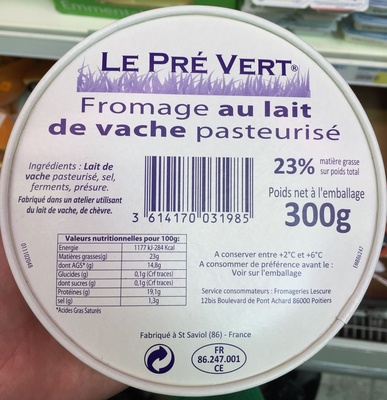 LE PRÉ VERT®
Fromage au lait
de vache pasteurisé
Ingrédients : Lait de
vache pasteurisé, sel,
ferments, présure.
Fabriqué dans un atelier utilisant
du lait de vache, de chèvre.
3 614170 031985
23% matière grasse
sur poids total
Poids net à l'emballage
300g
Valeurs nutritionnelles pour 100g:
Energie 1177 kJ-284 Kcal
Matières grasses(g) 23g
dont AGS* (g) 14,8g
Glucides (g) 0,1g (Cf traces)
dont sucres (g) 0,1g (Cf traces)
Protéines (g) 19,1g
sel (g) 1,3g
*Acides Gras Saturés
A conserver entre +2°C et +6°C
A consommer de préférence avant le :
Voir sur l'emballage
Service consommateurs : Fromageries Lescure
12bis Boulevard de Pont Achard 86000 Poitiers
Fabriqué à St Saviol (86) - France
FR
86.247.001
CE